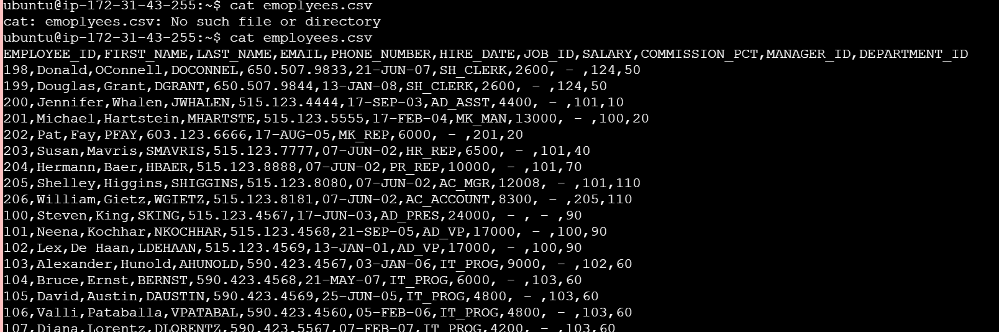 ubuntu@ip-172-31-43-255:~$ cat emoplyees.csv
cat: emoplyees.csv: No such file or directory
ubuntu@ip-172-31-43-255:~$ cat employees.csv
EMPLOYEE_ID,FIRST_NAME,LAST_NAME,EMAIL,PHONE_NUMBER,HIRE_DATE,JOB_ID,SALARY,COMMISSION_PCT,MANAGER_ID,DEPARTMENT_ID
198,Donald,OConnell,DOCONNEL,650.507.9833,21-JUN-07,SH_CLERK,2600, - ,124,50
199,Douglas,Grant,DGRANT,650.507.9844,13-JAN-08,SH_CLERK,2600, - ,124,50
200,Jennifer,Whalen,JWHALEN,515.123.4444,17-SEP-03,AD_ASST,4400, - ,101,10
201,Michael,Hartstein,MHARTSTE,515.123.5555,17-FEB-04,MK_MAN,13000, - ,100,20
202,Pat,Fay,PFAY,603.123.6666,17-AUG-05,MK_REP,6000, - ,201,20
203,Susan,Mavris,SMAVRIS,515.123.7777,07-JUN-02,HR_REP,6500, - ,101,40
204,Hermann,Baer,HBAER,515.123.8888,07-JUN-02,PR_REP,10000, - ,101,70
205,Shelley,Higgins,SHIGGINS,515.123.8080,07-JUN-02,AC_MGR,12008, - ,101,110
206,William,Gietz,WGIETZ,515.123.8181,07-JUN-02,AC_ACCOUNT,8300, - ,205,110
100,Steven,King,SKING,515.123.4567,17-JUN-03,AD_PRES,24000, - , - ,90
101,Neena,Kochhar,NKOCHHAR,515.123.4568,21-SEP-05,AD_VP,17000, - ,100,90
102,Lex,De Haan,LDEHAAN,515.123.4569,13-JAN-01,AD_VP,17000, - ,100,90
103,Alexander,Hunold,AHUNOLD,590.423.4567,03-JAN-06,IT_PROG,9000, - ,102,60
104,Bruce,Ernst,BERNST,590.423.4568,21-MAY-07,IT_PROG,6000, - ,103,60
105,David,Austin,DAUSTIN,590.423.4569,25-JUN-05,IT_PROG,4800, - ,103,60
106,Valli,Pataballa,VPATABAL,590.423.4560,05-FEB-06,IT_PROG,4800, - ,103,60
107,Diana,Lorentz,DLORENTZ,590.423.5567,07-FEB-07,IT_PROG,4200, - ,103,60